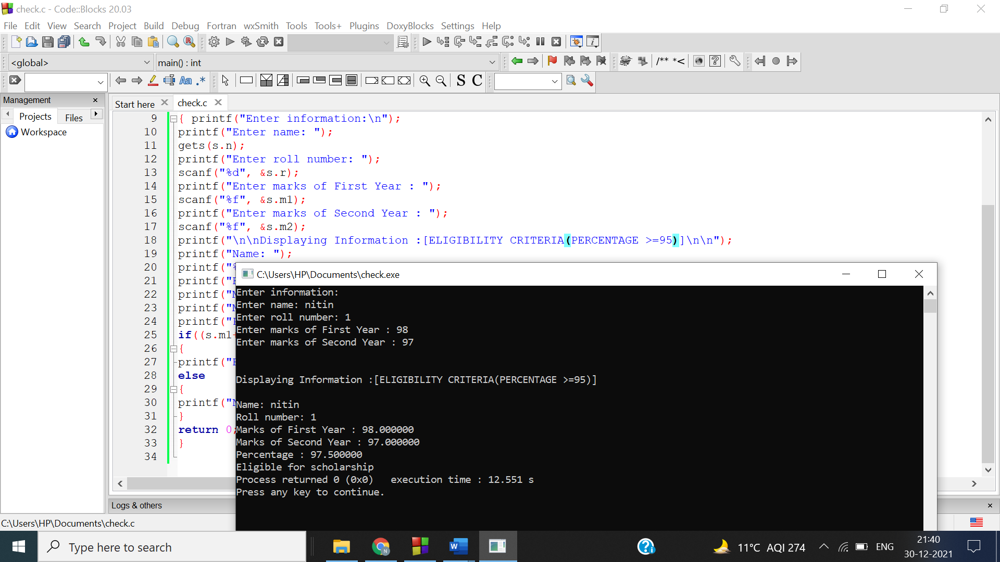 check.c - Code::Blocks 20.03
File Edit View Search Project Build Debug Fortran wxSmith Tools Tools+ Plugins DoxyBlocks Settings Help
<global> main() : int /** *<
Aa .* S C
Management
Start here check.c
Projects Files
Workspace
9 { printf("Enter information:\n");
10 printf("Enter name: ");
11 gets(s.n);
12 printf("Enter roll number: ");
13 scanf("%d", &s.r);
14 printf("Enter marks of First Year : ");
15 scanf("%f", &s.m1);
16 printf("Enter marks of Second Year : ");
17 scanf("%f", &s.m2);
18 printf("\n\nDisplaying Information :[ELIGIBILITY CRITERIA(PERCENTAGE >=95)]\n\n");
19 printf("Name: ");
20 printf("
21 printf("
22 printf("
23 printf("
24 printf("
25 if((s.m1
26 {
27 printf("
28 else
29 {
30 printf("
31 }
32 return 0;
33 }
34
C:\Users\HP\Documents\check.exe
Enter information:
Enter name: nitin
Enter roll number: 1
Enter marks of First Year : 98
Enter marks of Second Year : 97
Displaying Information :[ELIGIBILITY CRITERIA(PERCENTAGE >=95)]
Name: nitin
Roll number: 1
Marks of First Year : 98.000000
Marks of Second Year : 97.000000
Percentage : 97.500000
Eligible for scholarship
Process returned 0 (0x0)   execution time : 12.551 s
Press any key to continue.
Logs & others
C:\Users\HP\Documents\check.c
Type here to search
11°C AQI 274
ENG
21:40
30-12-2021